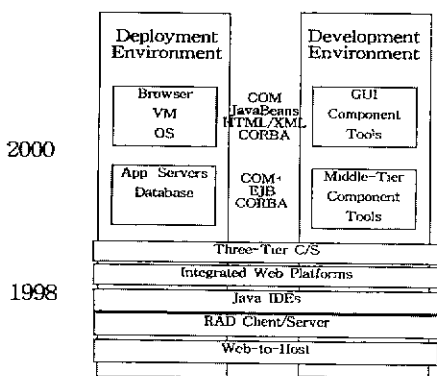 Deployment
Environment
Development
Environment
Browser
VM
OS
COM
JavaBeans
HTML/XML
CORBA
GUI
Component
Tools
2000
App Servers
Database
COM+
EJB
CORBA
Middle-Tier
Component
Tools
Three-Tier C/S
Integrated Web Platforms
1998
Java IDEs
RAD Client/Server
Web-to-Host